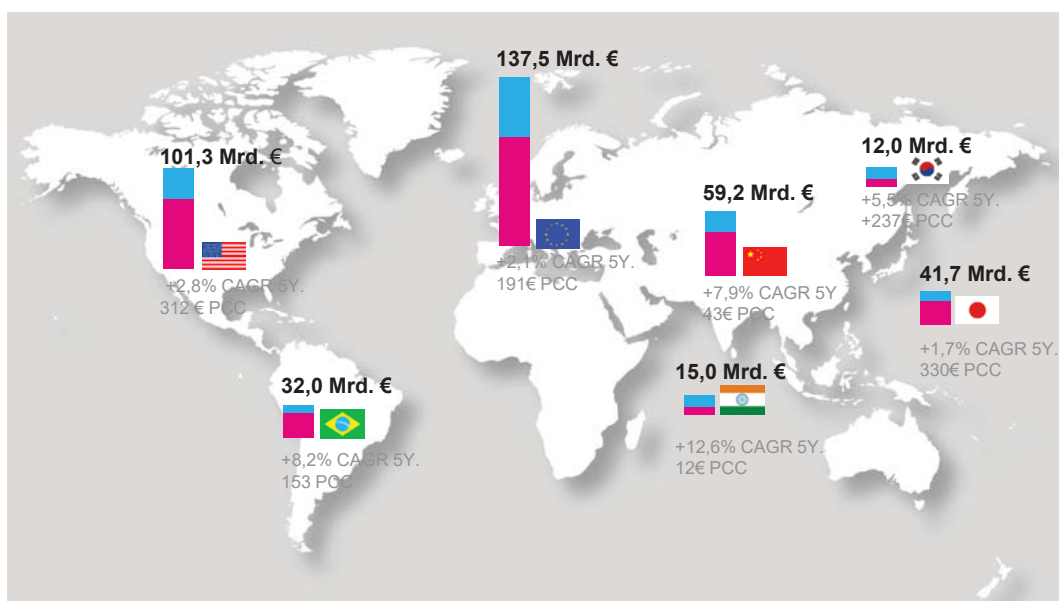 137,5 Mrd. €
+2,1% CAGR 5Y.
191€ PCC
101,3 Mrd. €
+2,8% CAGR 5Y.
312 € PCC
12,0 Mrd. €
+5,5% CAGR 5Y.
+237€ PCC
59,2 Mrd. €
+7,9% CAGR 5Y
43€ PCC
41,7 Mrd. €
+1,7% CAGR 5Y.
330€ PCC
32,0 Mrd. €
+8,2% CAGR 5Y.
153 PCC
15,0 Mrd. €
+12,6% CAGR 5Y.
12€ PCC